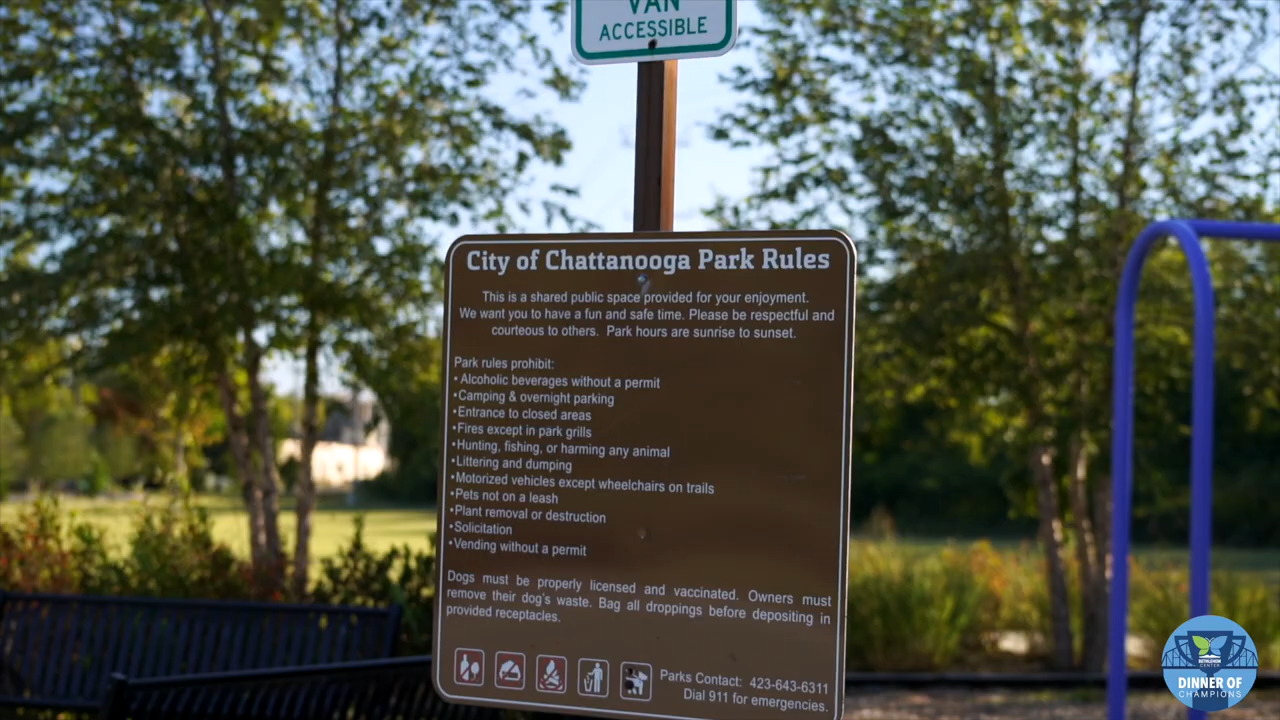 VAN
ACCESSIBLE
City of Chattanooga Park Rules
This is a shared public space provided for your enjoyment.
We want you to have a fun and safe time. Please be respectful and
courteous to others. Park hours are sunrise to sunset.
Park rules prohibit:
• Alcoholic beverages without a permit
• Camping & overnight parking
• Entrance to closed areas
• Fires except in park grills
• Hunting, fishing, or harming any animal
• Littering and dumping
• Motorized vehicles except wheelchairs on trails
• Pets not on a leash
• Plant removal or destruction
• Solicitation
• Vending without a permit
Dogs must be properly licensed and vaccinated. Owners must
remove their dog's waste. Bag all droppings before depositing in
provided receptacles.
Parks Contact: 423-643-6311
Dial 911 for emergencies.
BETHLEHEM
CENTER
DINNER OF
CHAMPIONS